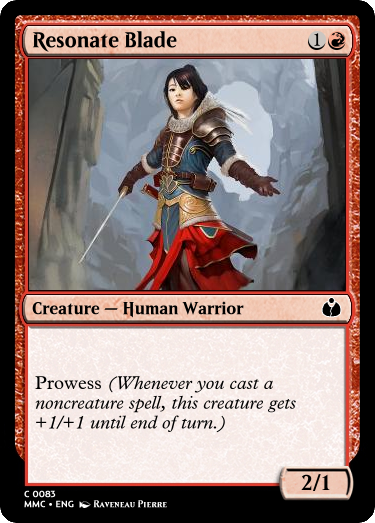 Resonate Blade 1
Creature — Human Warrior
Prowess (Whenever you cast a
noncreature spell, this creature gets
+1/+1 until end of turn.)
2/1
C 0083
MMC • ENG Raveneau Pierre